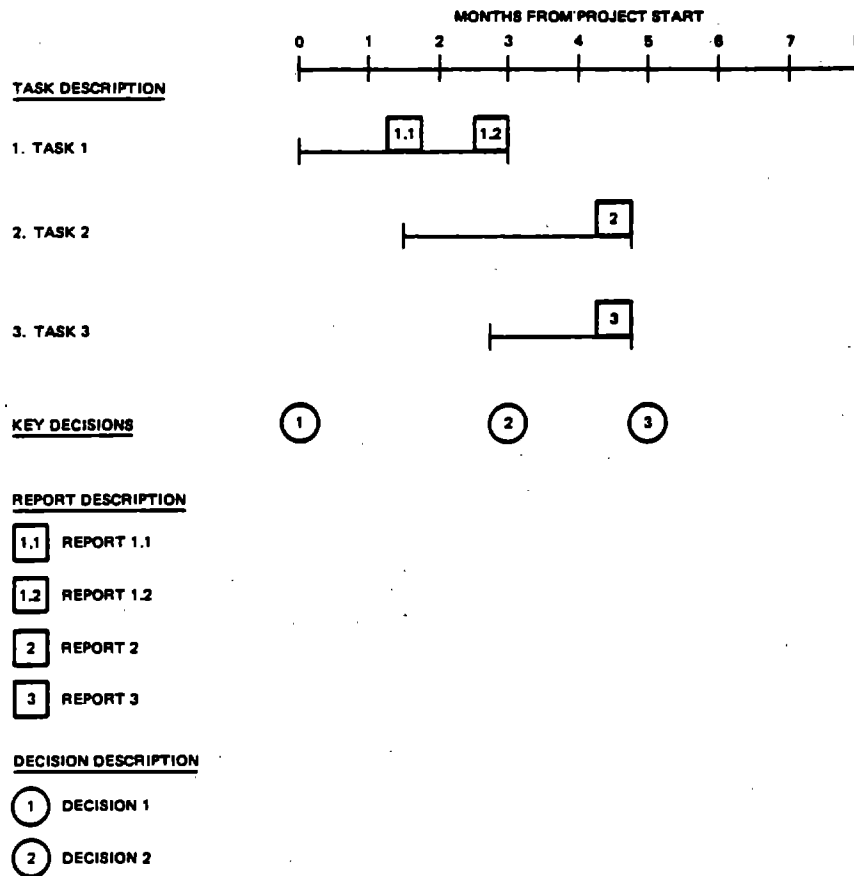 MONTHS FROM PROJECT START
0 1 2 3 4 5 6 7
TASK DESCRIPTION
1. TASK 1
1.1 1.2
2. TASK 2
2
3. TASK 3
3
KEY DECISIONS
1 2 3
REPORT DESCRIPTION
1.1 REPORT 1.1
1.2 REPORT 1.2
2 REPORT 2
3 REPORT 3
DECISION DESCRIPTION
1 DECISION 1
2 DECISION 2